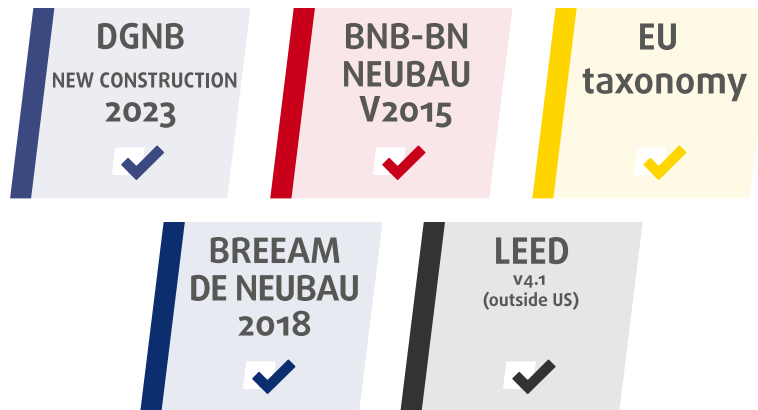 DGNB
NEW CONSTRUCTION
2023
BNB-BN
NEUBAU
V2015
EU
taxonomy
BREEAM
DE NEUBAU
2018
LEED
v4.1
(outside US)